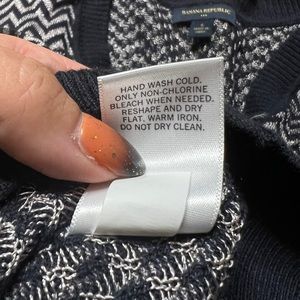 BANANA REPUBLIC
HAND WASH COLD.
ONLY NON-CHLORINE
BLEACH WHEN NEEDED.
RESHAPE AND DRY
FLAT. WARM IRON.
DO NOT DRY CLEAN.